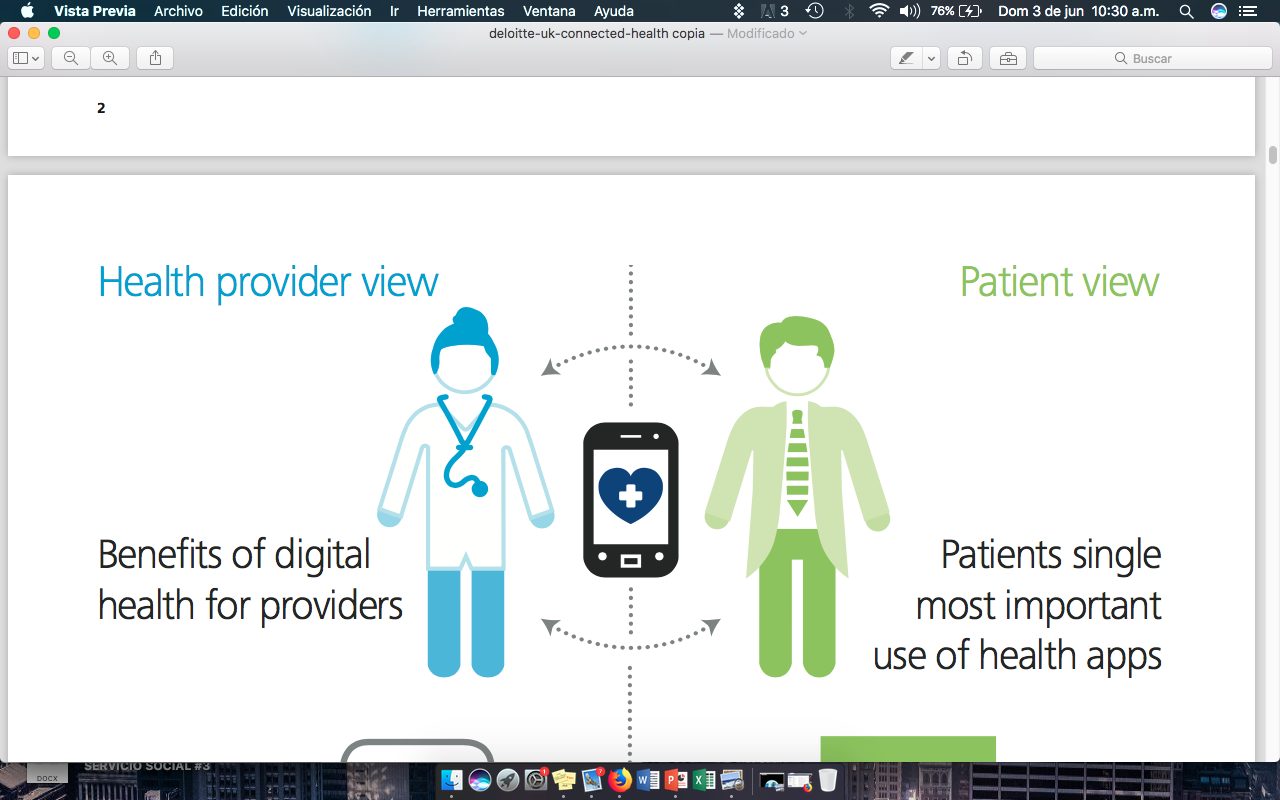 Vista Previa Archivo Edición Visualización Ir Herramientas Ventana Ayuda 3 76% Dom 3 de jun 10:30 a.m.
deloitte-uk-connected-health copia — Modificado
Buscar
2
Health provider view
Patient view
Benefits of digital
health for providers
Patients single
most important
use of health apps
DOCX
SERVICIO SOCIAL #3